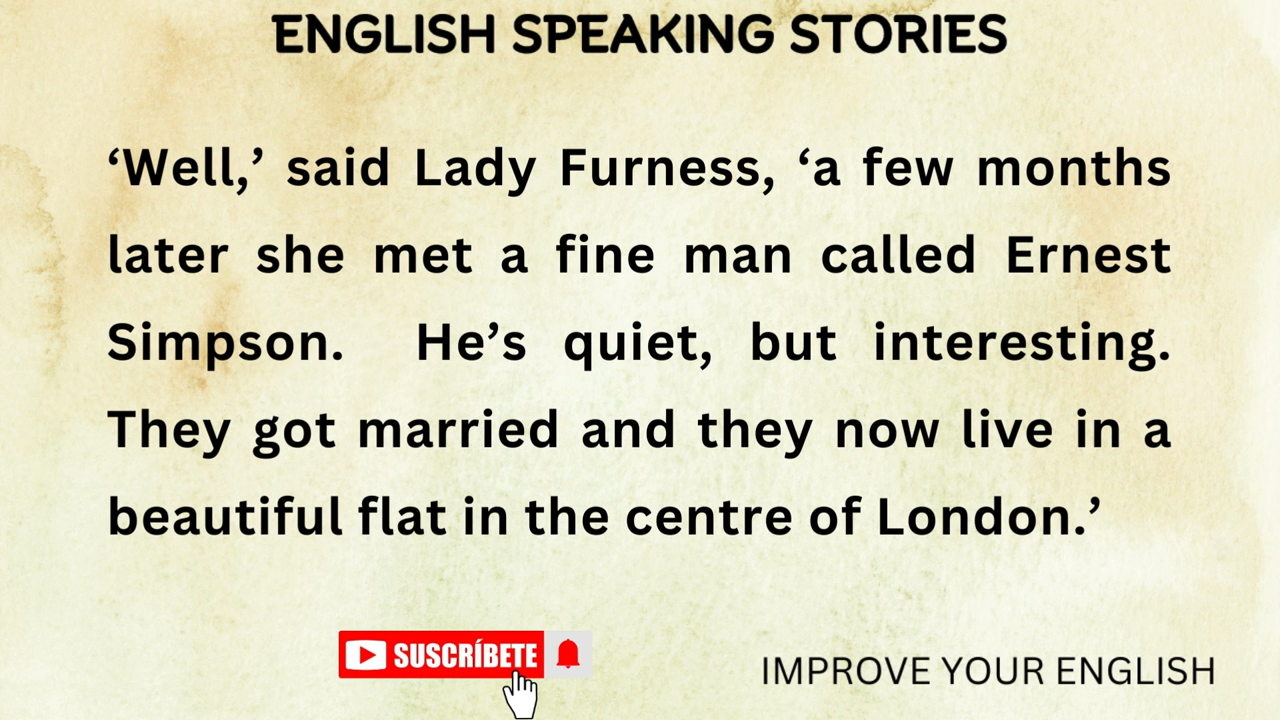 ENGLISH SPEAKING STORIES
‘Well,’ said Lady Furness, ‘a few months
later she met a fine man called Ernest
Simpson. He’s quiet, but interesting.
They got married and they now live in a
beautiful flat in the centre of London.’
SUSCRÍBETE
IMPROVE YOUR ENGLISH